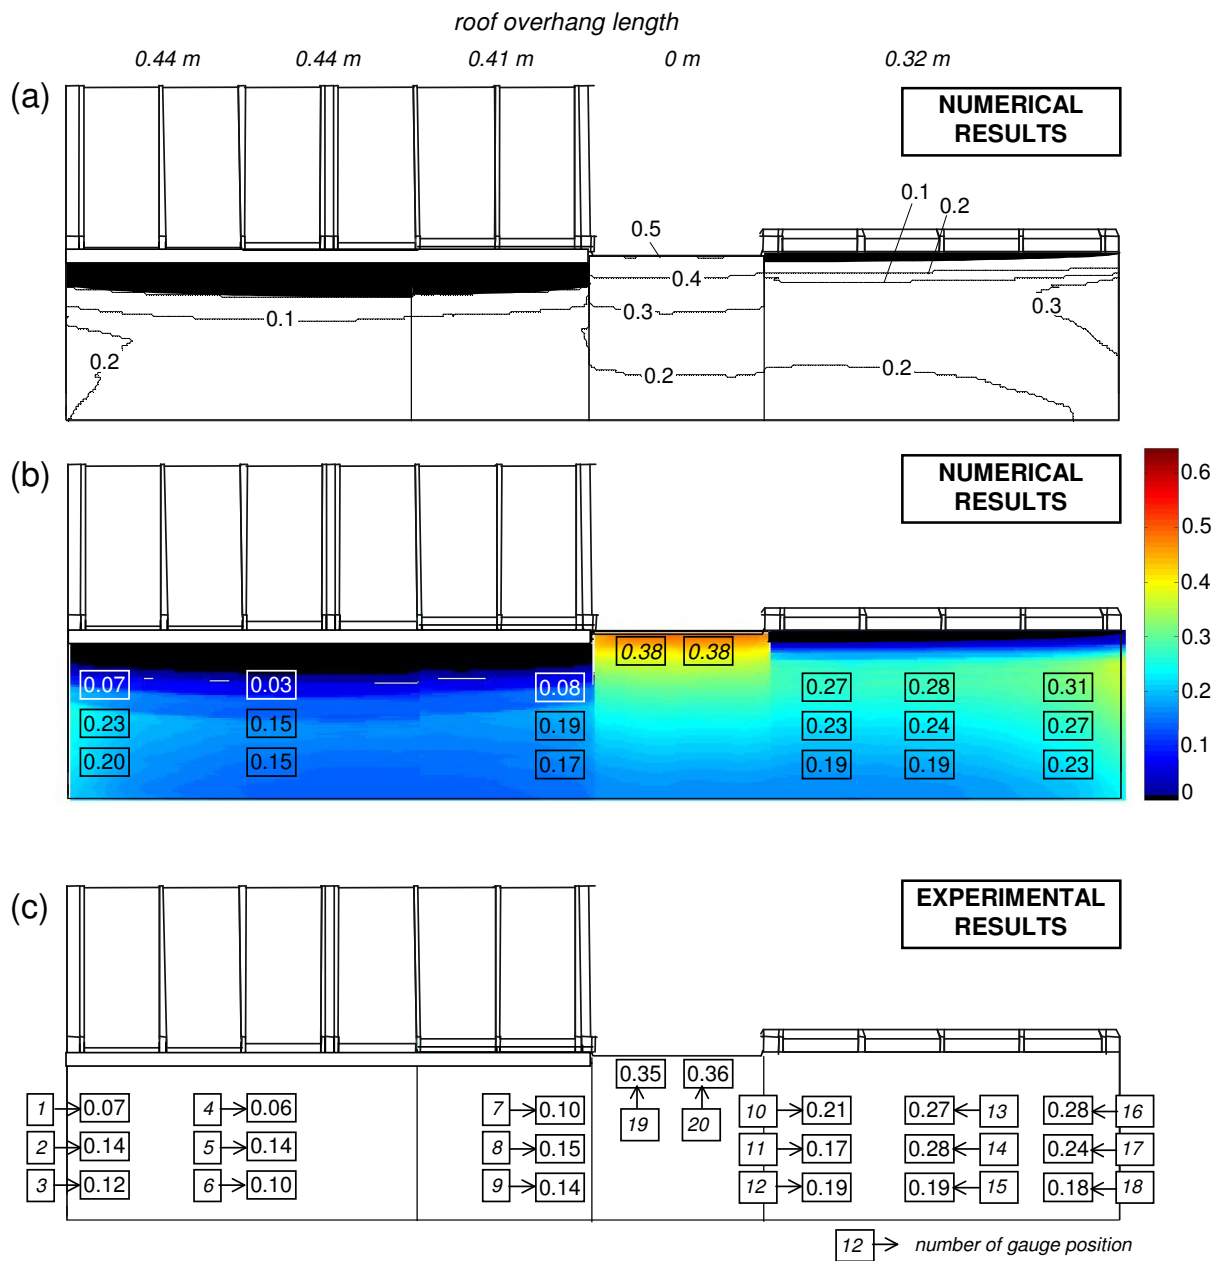 roof overhang length
0.44 m 0.44 m 0.41 m 0 m 0.32 m
(a)
NUMERICAL
RESULTS
0.1
0.2
0.5
0.4
0.3
0.3
0.1
0.2
0.2
0.2
(b)
NUMERICAL
RESULTS
0.6
0.5
0.4
0.3
0.2
0.1
0
0.38 0.38
0.07 0.03 0.08 0.27 0.28 0.31
0.23 0.15 0.19 0.23 0.24 0.27
0.20 0.15 0.17 0.19 0.19 0.23
(c)
EXPERIMENTAL
RESULTS
0.35 0.36
19 20
1 0.07 4 0.06 7 0.10 10 0.21 0.27 13 0.28 16
2 0.14 5 0.14 8 0.15 11 0.17 0.28 14 0.24 17
3 0.12 6 0.10 9 0.14 12 0.19 0.19 15 0.18 18
12 number of gauge position